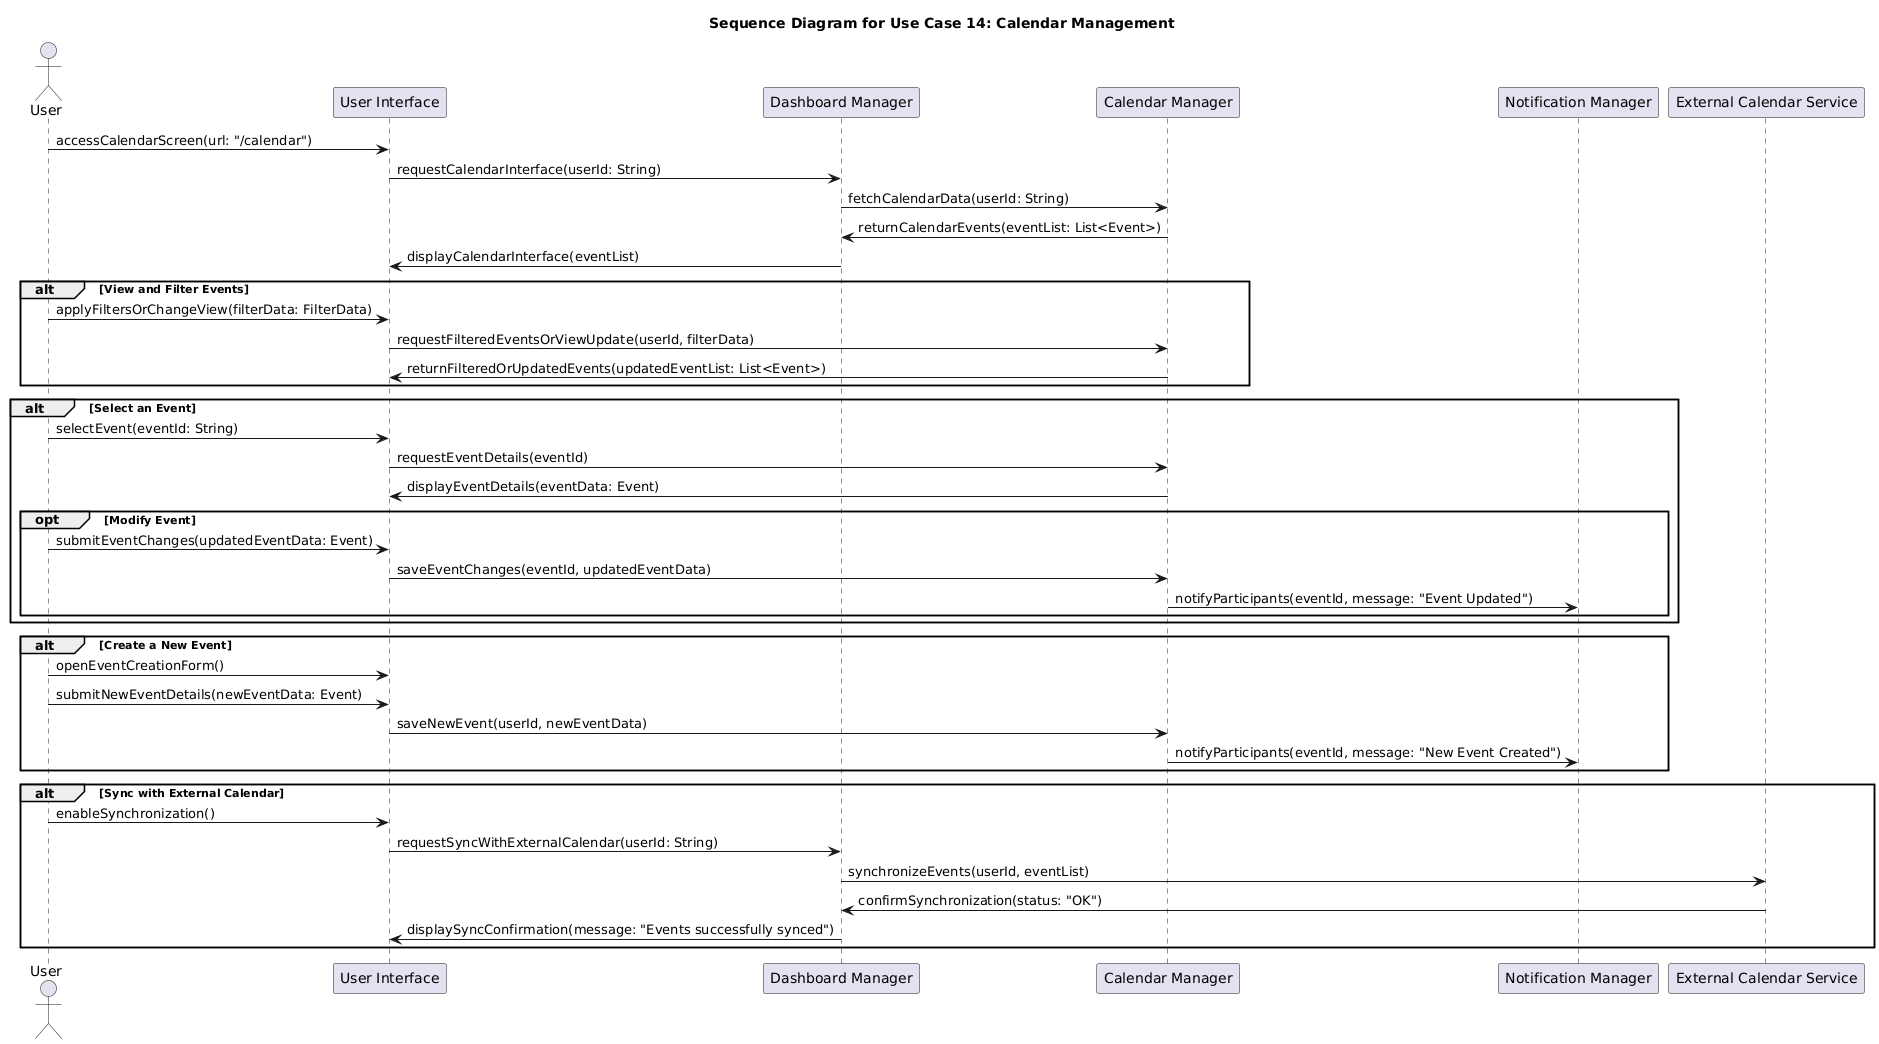 Sequence Diagram for Use Case 14: Calendar Management
User
User Interface
Dashboard Manager
Calendar Manager
Notification Manager
External Calendar Service
accessCalendarScreen(url: "/calendar")
requestCalendarInterface(userId: String)
fetchCalendarData(userId: String)
returnCalendarEvents(eventList: List<Event>)
displayCalendarInterface(eventList)
alt [View and Filter Events]
applyFiltersOrChangeView(filterData: FilterData)
requestFilteredEventsOrViewUpdate(userId, filterData)
returnFilteredOrUpdatedEvents(updatedEventList: List<Event>)
alt [Select an Event]
selectEvent(eventId: String)
requestEventDetails(eventId)
displayEventDetails(eventData: Event)
opt [Modify Event]
submitEventChanges(updatedEventData: Event)
saveEventChanges(eventId, updatedEventData)
notifyParticipants(eventId, message: "Event Updated")
alt [Create a New Event]
openEventCreationForm()
submitNewEventDetails(newEventData: Event)
saveNewEvent(userId, newEventData)
notifyParticipants(eventId, message: "New Event Created")
alt [Sync with External Calendar]
enableSynchronization()
requestSyncWithExternalCalendar(userId: String)
synchronizeEvents(userId, eventList)
confirmSynchronization(status: "OK")
displaySyncConfirmation(message: "Events successfully synced")
User
User Interface
Dashboard Manager
Calendar Manager
Notification Manager
External Calendar Service